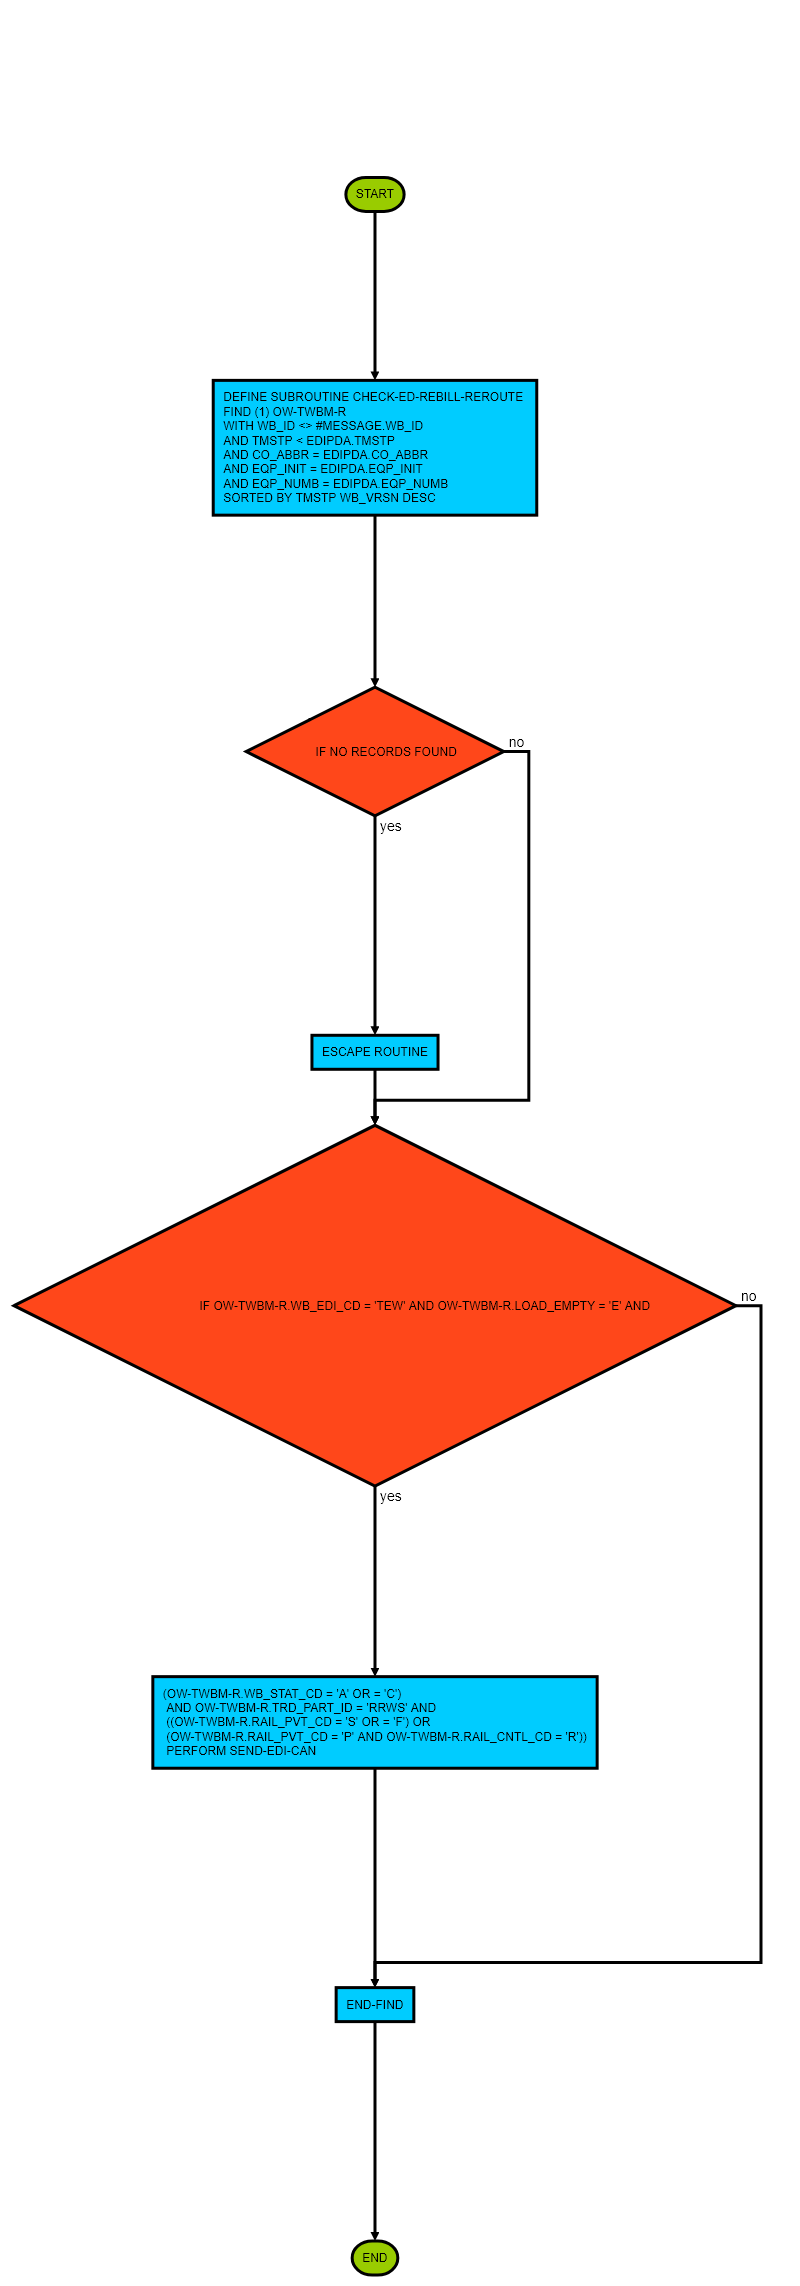 START
DEFINE SUBROUTINE CHECK-ED-REBILL-REROUTE
FIND (1) OW-TWBM-R
WITH WB_ID <> #MESSAGE.WB_ID
AND TMSTP < EDIPDA.TMSTP
AND CO_ABBR = EDIPDA.CO_ABBR
AND EQP_INIT = EDIPDA.EQP_INIT
AND EQP_NUMB = EDIPDA.EQP_NUMB
SORTED BY TMSTP WB_VRSN DESC
IF NO RECORDS FOUND
no
yes
ESCAPE ROUTINE
IF OW-TWBM-R.WB_EDI_CD = 'TEW' AND OW-TWBM-R.LOAD_EMPTY = 'E' AND
no
yes
(OW-TWBM-R.WB_STAT_CD = 'A' OR = 'C')
AND OW-TWBM-R.TRD_PART_ID = 'RRWS' AND
((OW-TWBM-R.RAIL_PVT_CD = 'S' OR = 'F') OR
(OW-TWBM-R.RAIL_PVT_CD = 'P' AND OW-TWBM-R.RAIL_CNTL_CD = 'R'))
PERFORM SEND-EDI-CAN
END-FIND
END